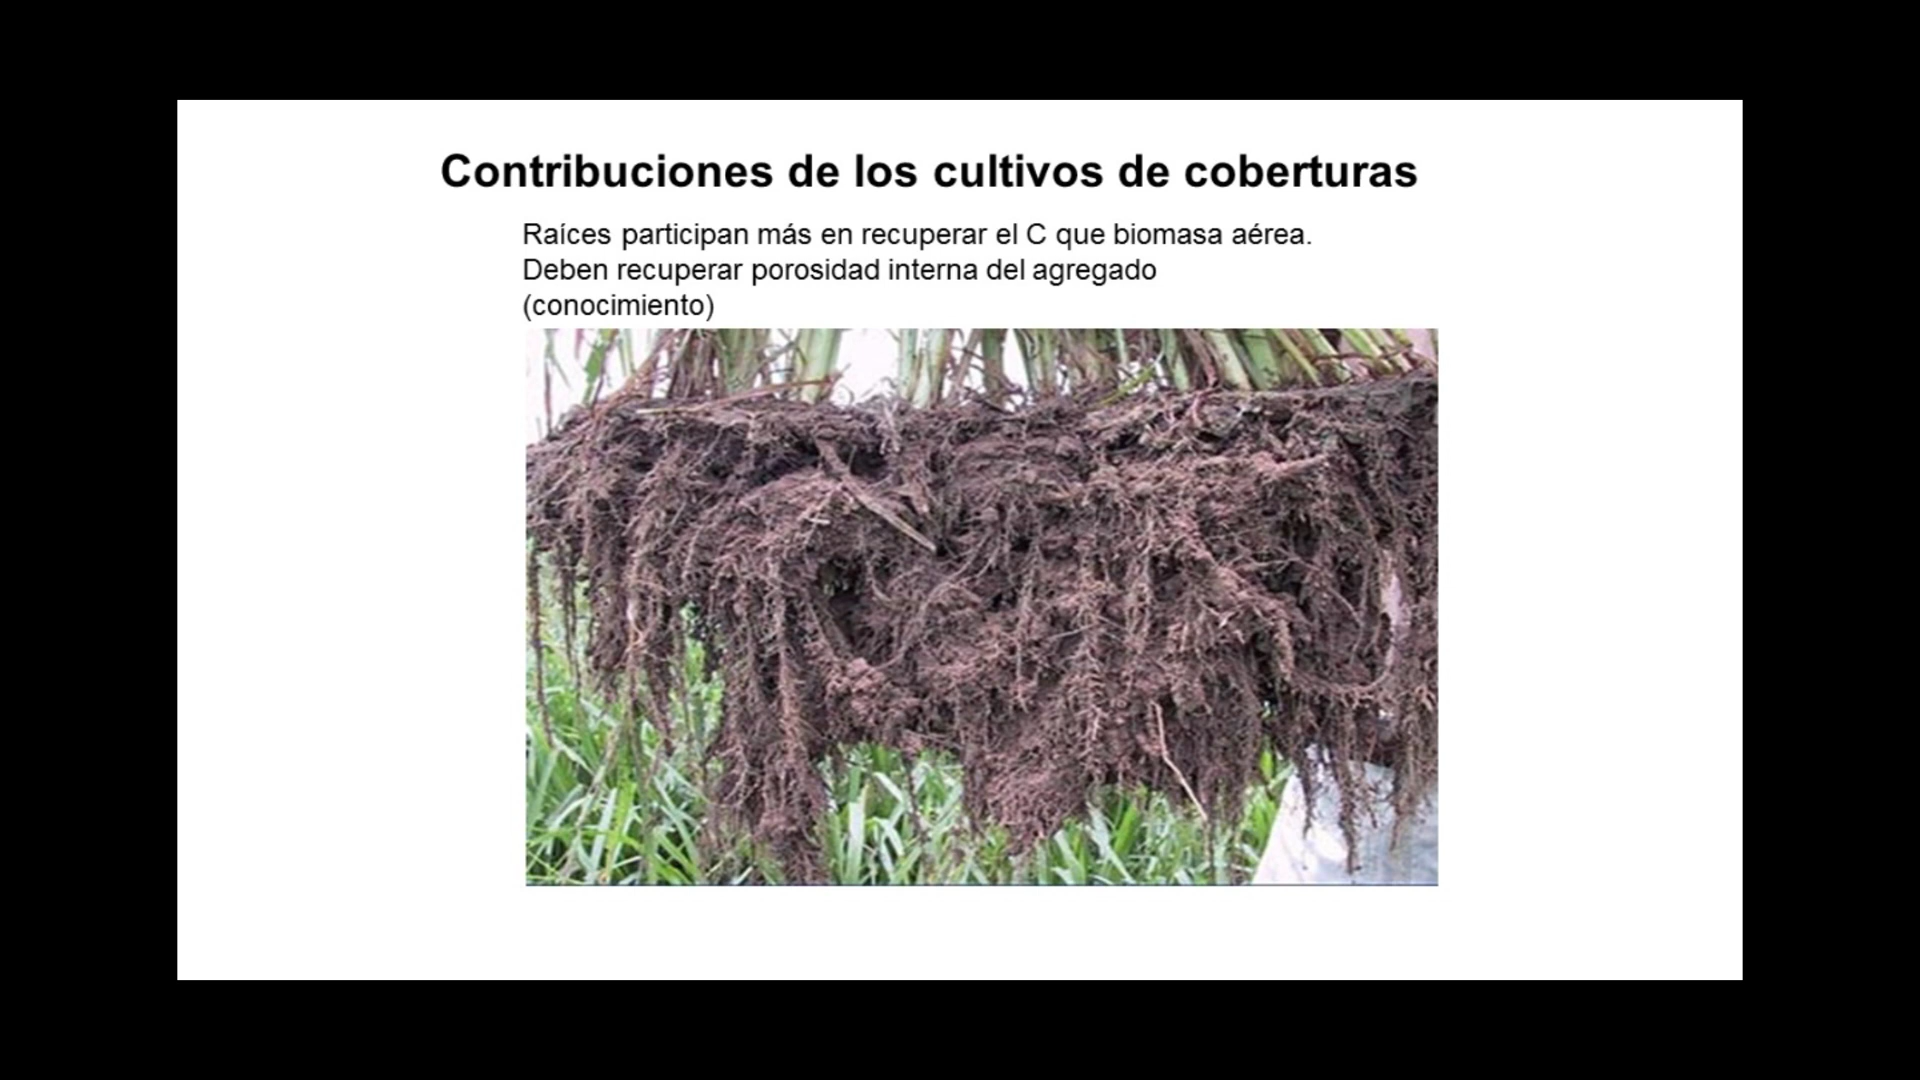 Contribuciones de los cultivos de coberturas
Raíces participan más en recuperar el C que biomasa aérea.
Deben recuperar porosidad interna del agregado
(conocimiento)